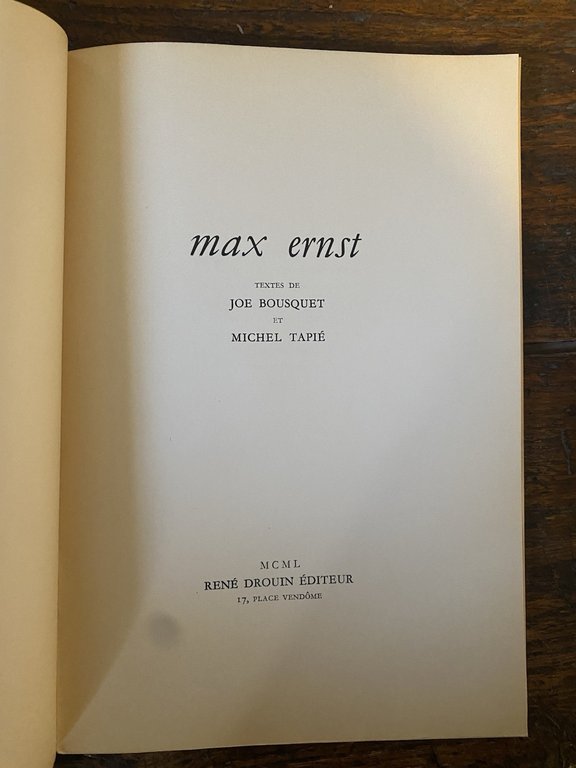 max ernst
TEXTES DE
JOE BOUSQUET
ET
MICHEL TAPIÉ
MCML
RENÉ DROUIN ÉDITEUR
17, PLACE VENDÔME